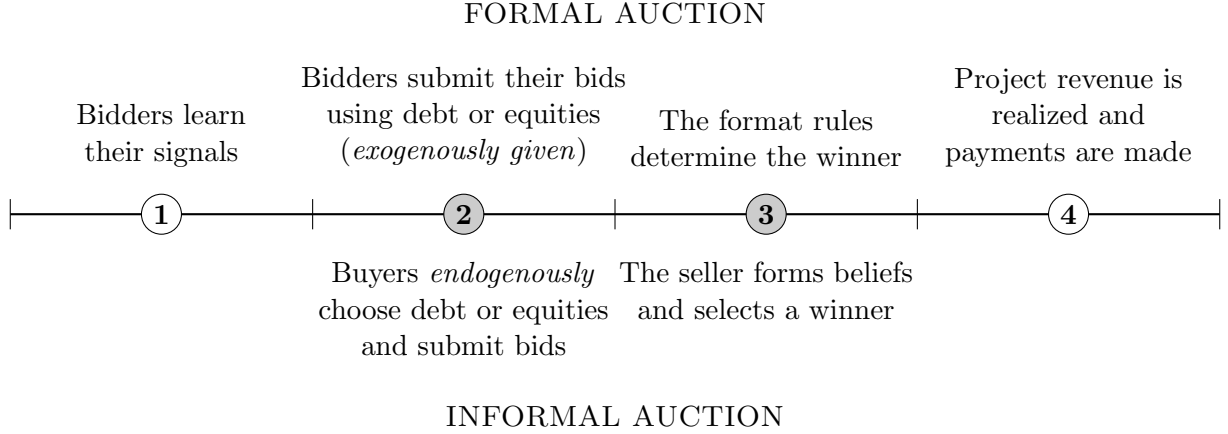 FORMAL AUCTION
Bidders learn
their signals
Bidders submit their bids
using debt or equities
(exogenously given)
The format rules
determine the winner
Project revenue is
realized and
payments are made
1
2
3
4
Buyers endogenously
choose debt or equities
and submit bids
The seller forms beliefs
and selects a winner
INFORMAL AUCTION